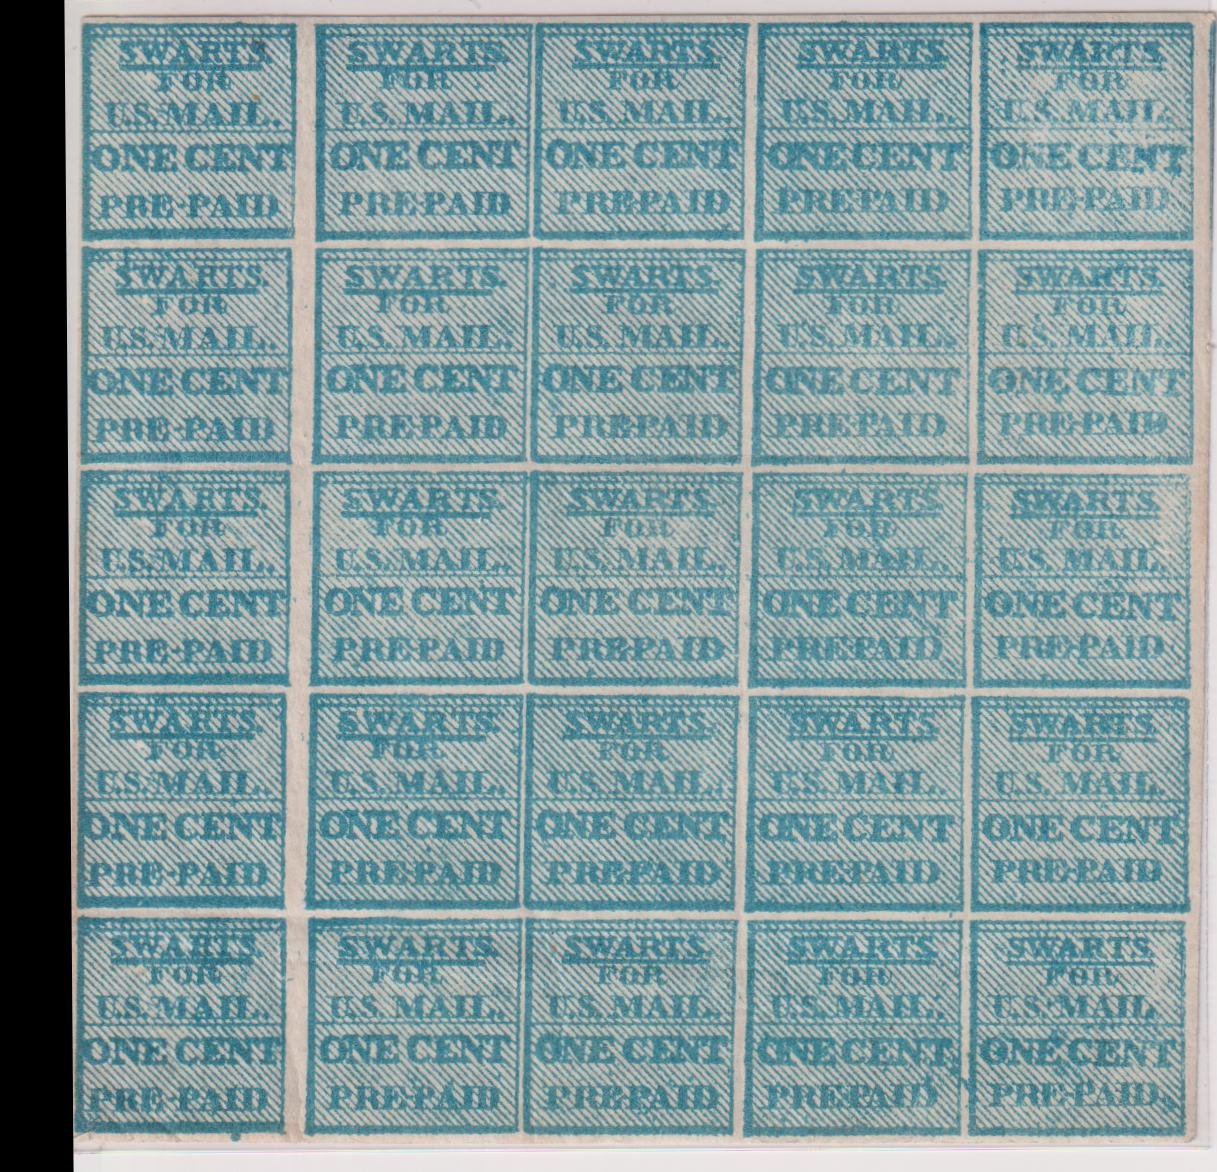 SWARTS
FOR
U.S. MAIL.
ONE CENT
PRE-PAID
SWARTS
FOR
U.S. MAIL.
ONE CENT
PRE-PAID
SWARTS
FOR
U.S. MAIL.
ONE CENT
PRE-PAID
SWARTS
FOR
U.S. MAIL.
ONE CENT
PRE-PAID
SWARTS
FOR
U.S. MAIL.
ONE CENT
PRE-PAID
SWARTS
FOR
U.S. MAIL.
ONE CENT
PRE-PAID
SWARTS
FOR
U.S. MAIL.
ONE CENT
PRE-PAID
SWARTS
FOR
U.S. MAIL.
ONE CENT
PRE-PAID
SWARTS
FOR
U.S. MAIL.
ONE CENT
PRE-PAID
SWARTS
FOR
U.S. MAIL.
ONE CENT
PRE-PAID
SWARTS
FOR
U.S. MAIL.
ONE CENT
PRE-PAID
SWARTS
FOR
U.S. MAIL.
ONE CENT
PRE-PAID
SWARTS
FOR
U.S. MAIL.
ONE CENT
PRE-PAID
SWARTS
FOR
U.S. MAIL.
ONE CENT
PRE-PAID
SWARTS
FOR
U.S. MAIL.
ONE CENT
PRE-PAID
SWARTS
FOR
U.S. MAIL.
ONE CENT
PRE-PAID
SWARTS
FOR
U.S. MAIL.
ONE CENT
PRE-PAID
SWARTS
FOR
U.S. MAIL.
ONE CENT
PRE-PAID
SWARTS
FOR
U.S. MAIL.
ONE CENT
PRE-PAID
SWARTS
FOR
U.S. MAIL.
ONE CENT
PRE-PAID
SWARTS
FOR
U.S. MAIL.
ONE CENT
PRE-PAID
SWARTS
FOR
U.S. MAIL.
ONE CENT
PRE-PAID
SWARTS
FOR
U.S. MAIL.
ONE CENT
PRE-PAID
SWARTS
FOR
U.S. MAIL.
ONE CENT
PRE-PAID
SWARTS
FOR
U.S. MAIL.
ONE CENT
PRE-PAID